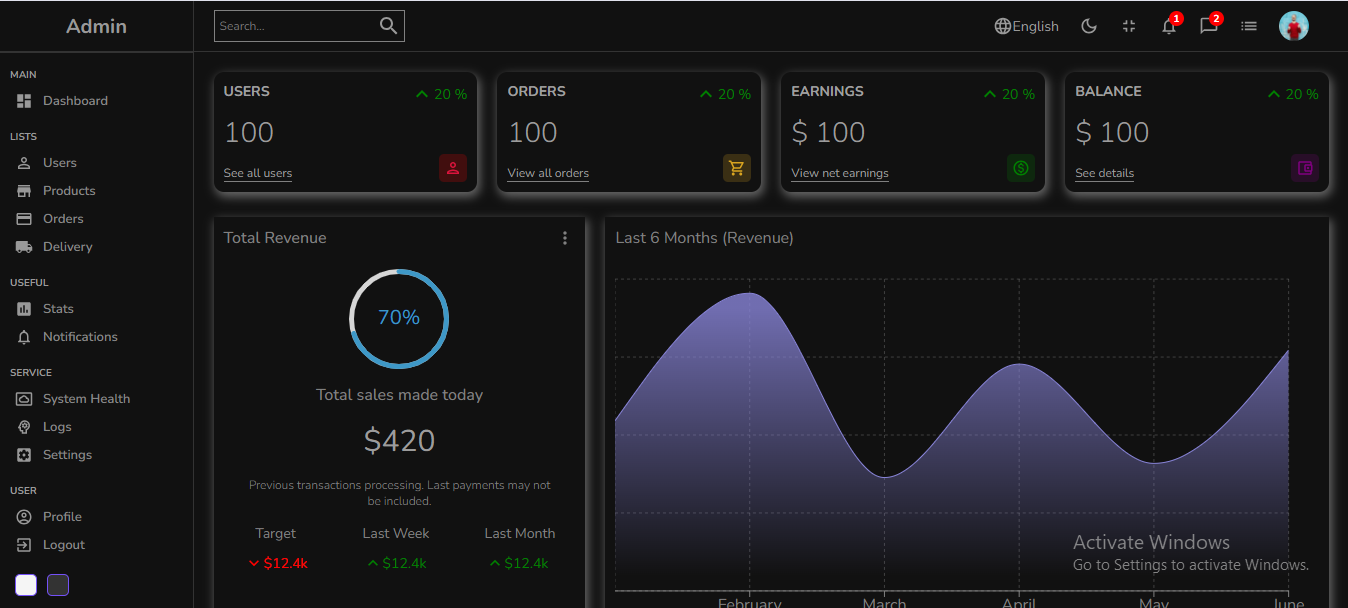 Admin
Search...
English
1
2
MAIN
Dashboard
LISTS
Users
Products
Orders
Delivery
USEFUL
Stats
Notifications
SERVICE
System Health
Logs
Settings
USER
Profile
Logout
USERS
20 %
100
See all users
ORDERS
20 %
100
View all orders
EARNINGS
20 %
$ 100
View net earnings
BALANCE
20 %
$ 100
See details
Total Revenue
70%
Total sales made today
$420
Previous transactions processing. Last payments may not
be included.
Target
Last Week
Last Month
$12.4k
$12.4k
$12.4k
Last 6 Months (Revenue)
February
March
April
May
June
Activate Windows
Go to Settings to activate Windows.